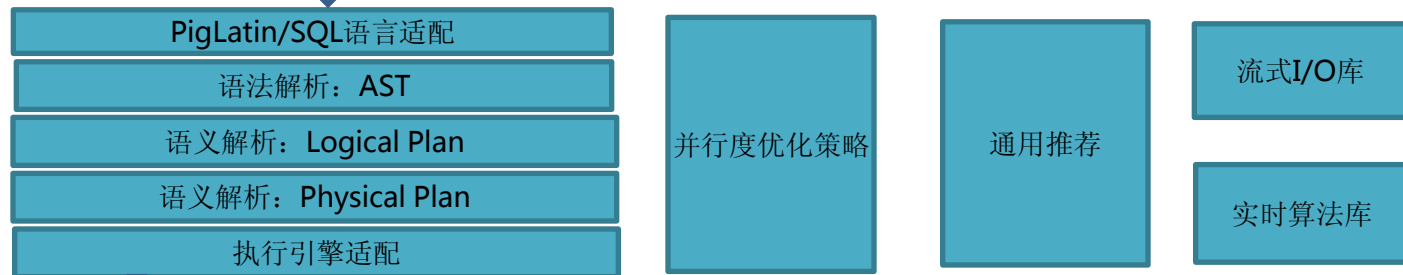 PigLatin/SQL语言适配
语法解析：AST
语义解析：Logical Plan
语义解析：Physical Plan
执行引擎适配
并行度优化策略
通用推荐
流式I/O库
实时算法库